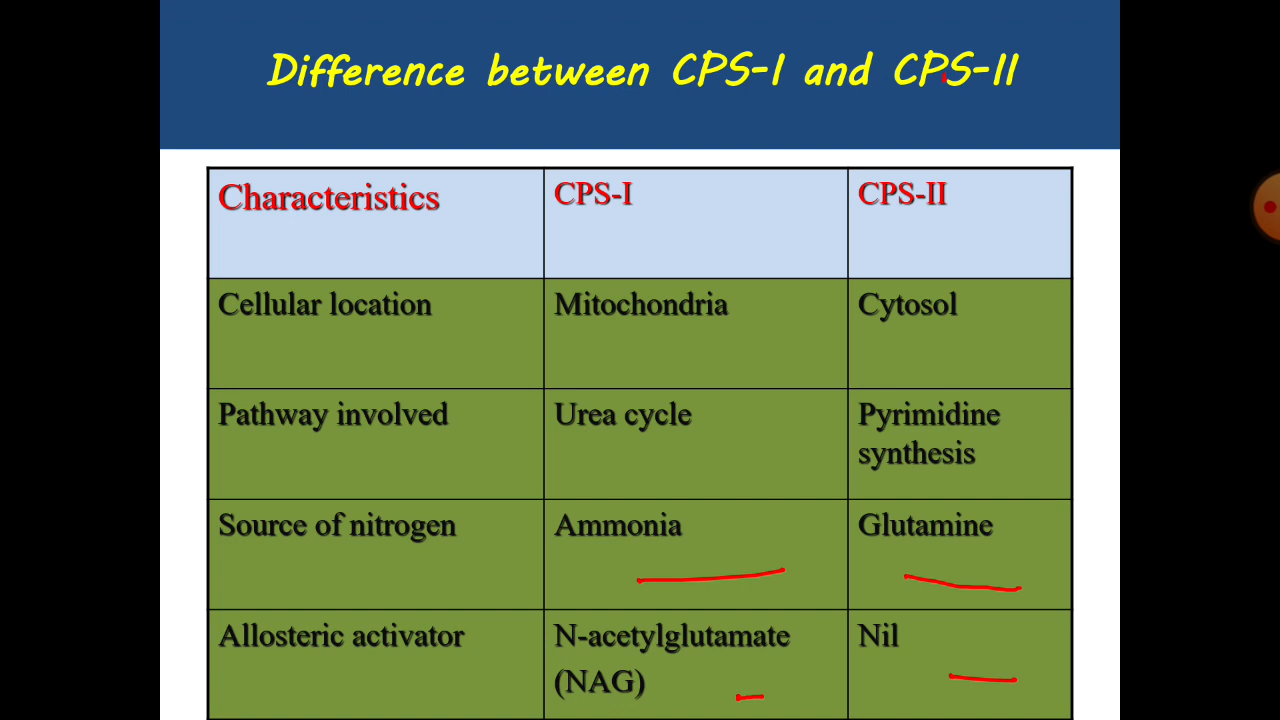 Difference between CPS-I and CPS-II
Characteristics CPS-I CPS-II
Cellular location Mitochondria Cytosol
Pathway involved Urea cycle Pyrimidine
synthesis
Source of nitrogen Ammonia Glutamine
Allosteric activator N-acetylglutamate Nil
(NAG)